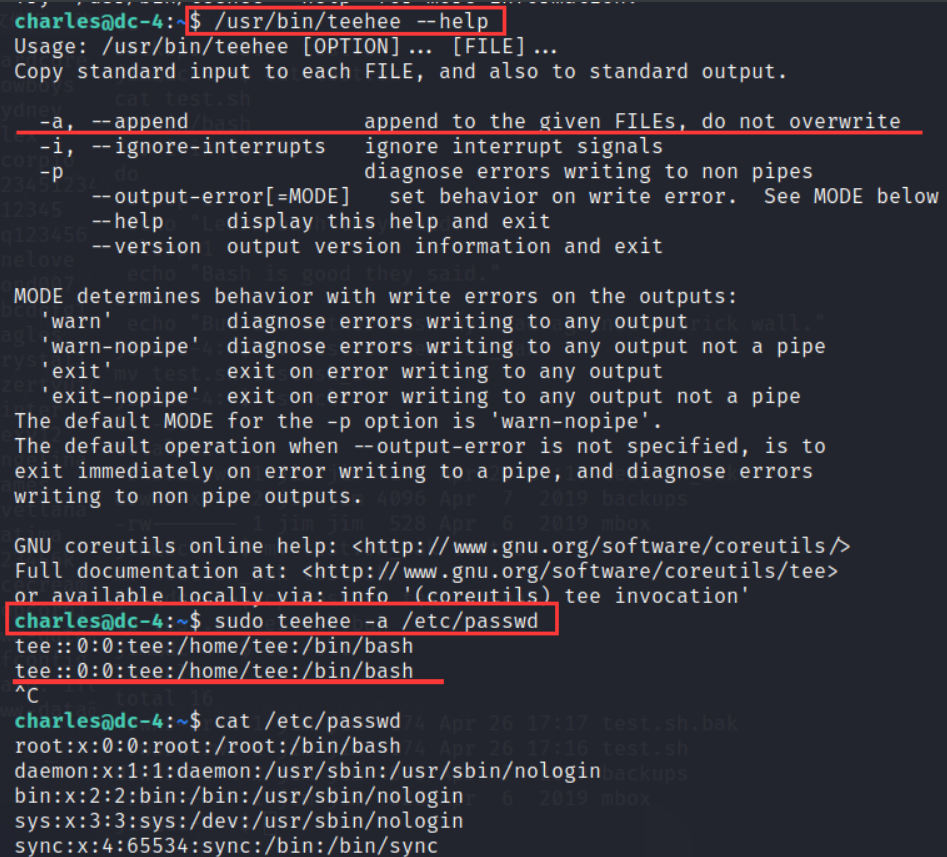 charles@dc-4:~$ /usr/bin/teehee --help
Usage: /usr/bin/teehee [OPTION]... [FILE]...
Copy standard input to each FILE, and also to standard output.
-a, --append append to the given FILEs, do not overwrite
-i, --ignore-interrupts ignore interrupt signals
-p diagnose errors writing to non pipes
--output-error[=MODE] set behavior on write error. See MODE below
--help display this help and exit
--version output version information and exit
MODE determines behavior with write errors on the outputs:
'warn' diagnose errors writing to any output
'warn-nopipe' diagnose errors writing to any output not a pipe
'exit' exit on error writing to any output
'exit-nopipe' exit on error writing to any output not a pipe
The default MODE for the -p option is 'warn-nopipe'.
The default operation when --output-error is not specified, is to
exit immediately on error writing to a pipe, and diagnose errors
writing to non pipe outputs.
GNU coreutils online help: <http://www.gnu.org/software/coreutils/>
Full documentation at: <http://www.gnu.org/software/coreutils/tee>
or available locally via: info '(coreutils) tee invocation'
charles@dc-4:~$ sudo teehee -a /etc/passwd
tee::0:0:tee:/home/tee:/bin/bash
tee::0:0:tee:/home/tee:/bin/bash
^C
charles@dc-4:~$ cat /etc/passwd
root:x:0:0:root:/root:/bin/bash
daemon:x:1:1:daemon:/usr/sbin:/usr/sbin/nologin
bin:x:2:2:bin:/bin:/usr/sbin/nologin
sys:x:3:3:sys:/dev:/usr/sbin/nologin
sync:x:4:65534:sync:/bin:/bin/sync